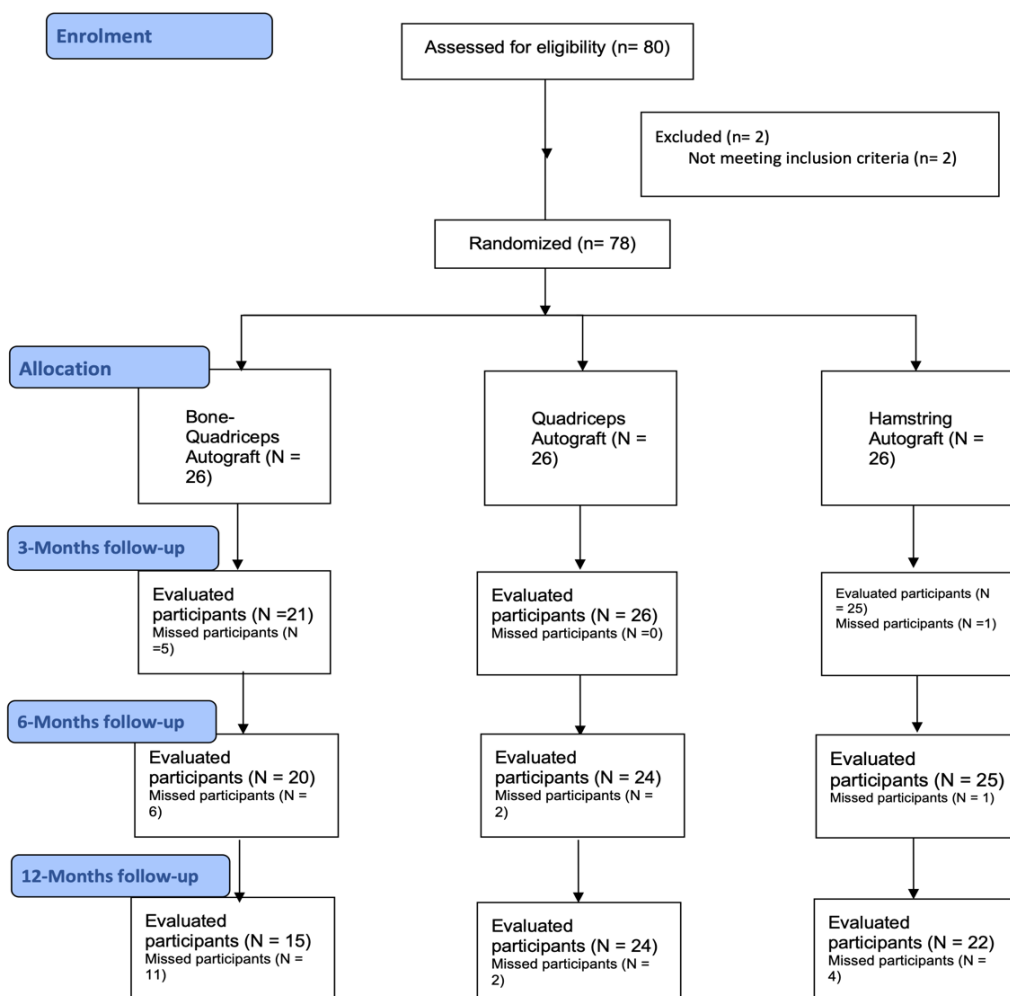 Enrolment
Assessed for eligibility (n= 80)
Excluded (n= 2)
Not meeting inclusion criteria (n= 2)
Randomized (n= 78)
Allocation
Bone-
Quadriceps
Autograft (N =
26)
Quadriceps
Autograft (N =
26)
Hamstring
Autograft (N =
26)
3-Months follow-up
Evaluated
participants (N =21)
Missed participants (N
=5)
Evaluated
participants (N = 26)
Missed participants (N =0)
Evaluated participants (N
= 25)
Missed participants (N =1)
6-Months follow-up
Evaluated
participants (N = 20)
Missed participants (N =
6)
Evaluated
participants (N = 24)
Missed participants (N =
2)
Evaluated
participants (N = 25)
Missed participants (N = 1)
12-Months follow-up
Evaluated
participants (N = 15)
Missed participants (N =
11)
Evaluated
participants (N = 24)
Missed participants (N =
2)
Evaluated
participants (N = 22)
Missed participants (N =
4)